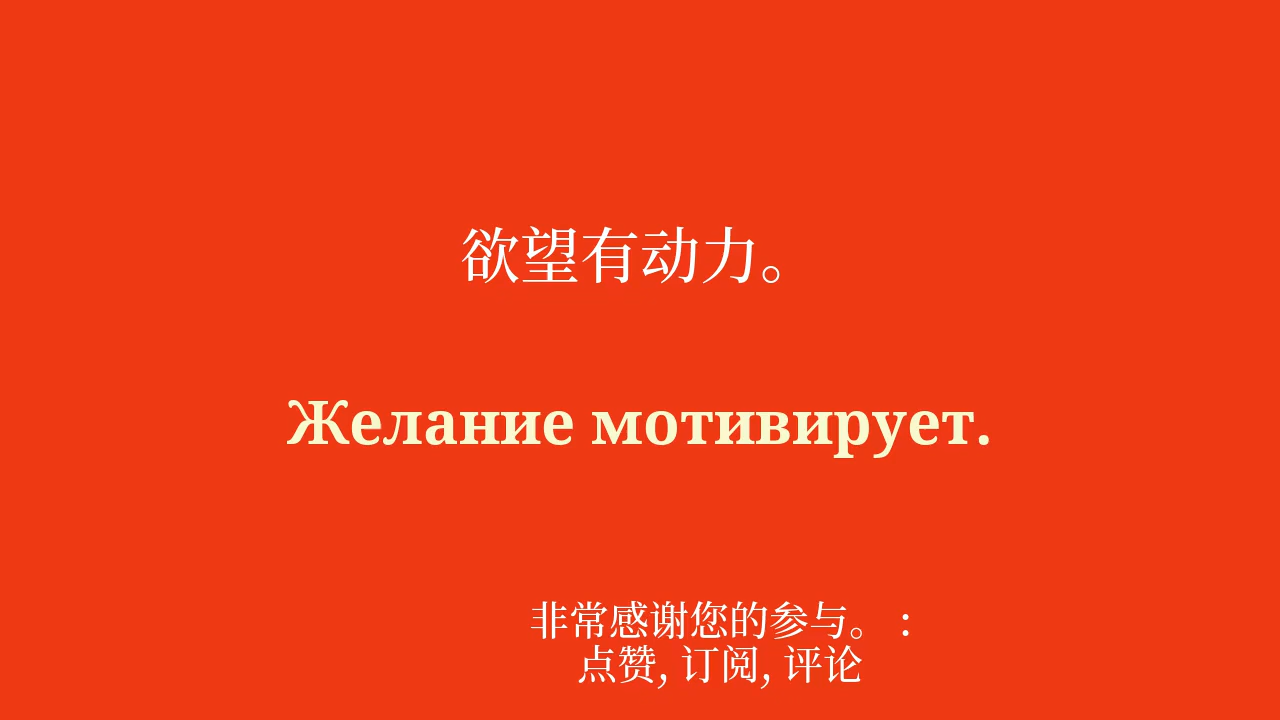 欲望有动力。
Желание мотивирует.
非常感谢您的参与。 :
点赞, 订阅, 评论